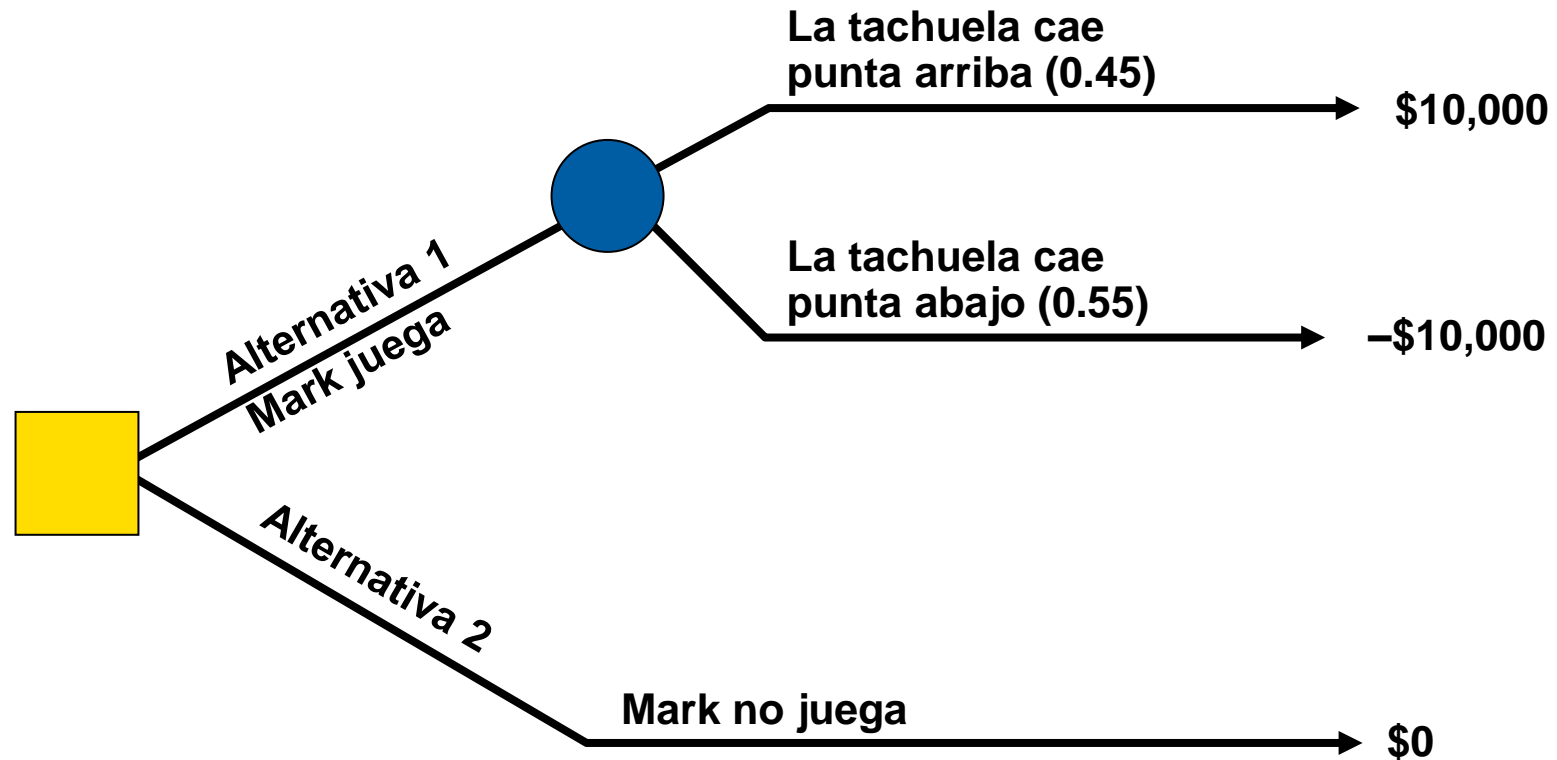 La tachuela cae
punta arriba (0.45)
$10,000
Alternativa 1
Mark juega
La tachuela cae
punta abajo (0.55)
–$10,000
Alternativa 2
Mark no juega
$0